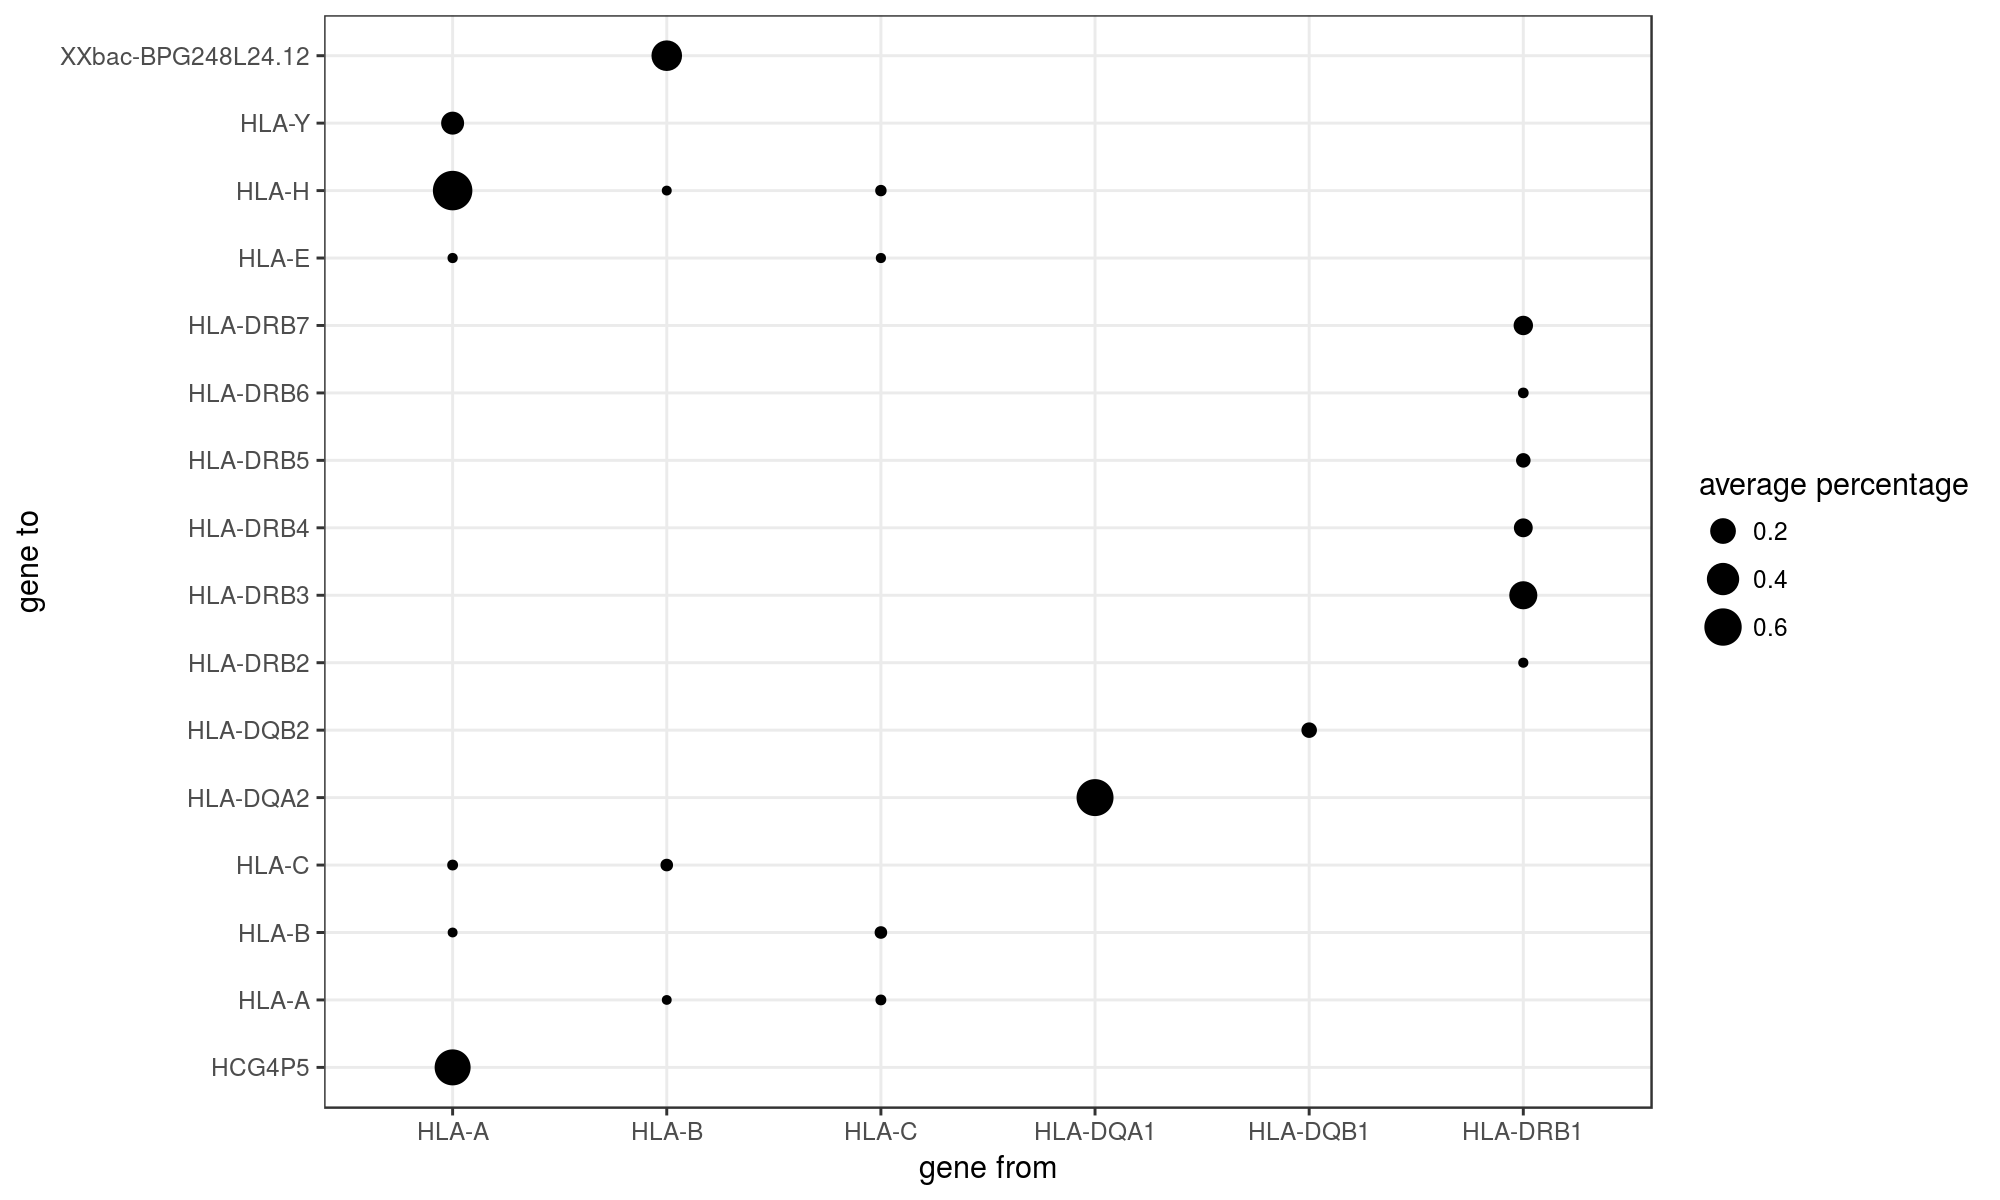 XXbac-BPG248L24.12
HLA-Y
HLA-H
HLA-E
HLA-DRB7
HLA-DRB6
HLA-DRB5
HLA-DRB4
HLA-DRB3
HLA-DRB2
HLA-DQB2
HLA-DQA2
HLA-C
HLA-B
HLA-A
HCG4P5
gene to
HLA-A HLA-B HLA-C HLA-DQA1 HLA-DQB1 HLA-DRB1
gene from
average percentage
0.2
0.4
0.6